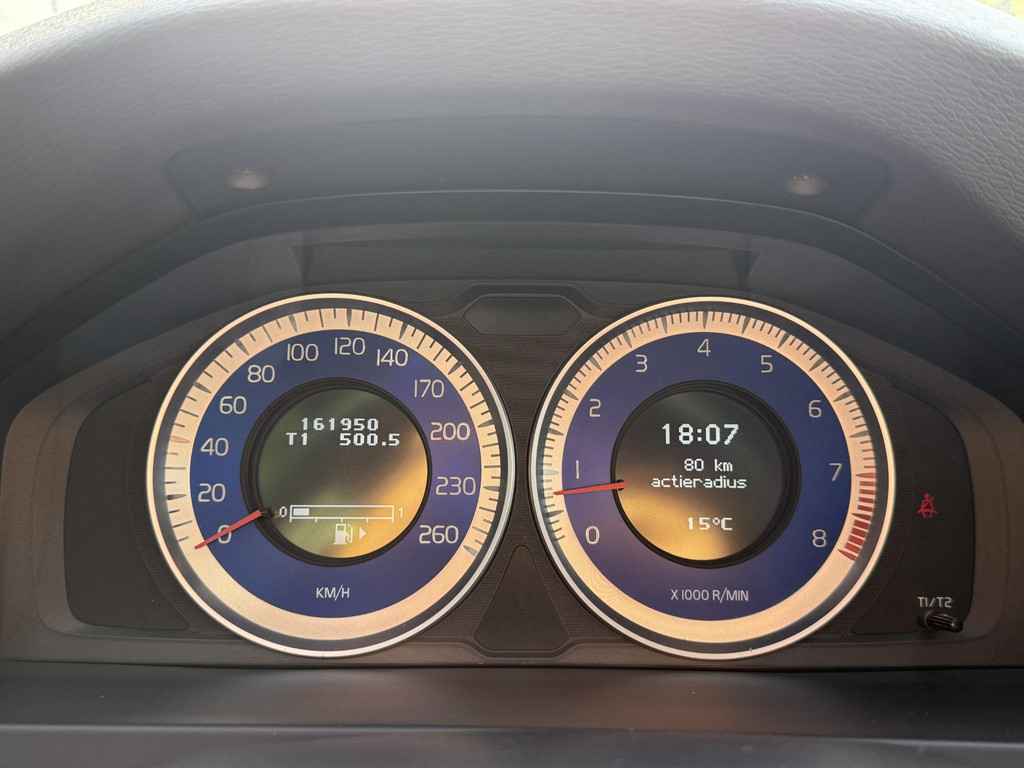 161950
T1 500.5
0 1
0 20 40 60 80 100 120 140 170 200 230 260
KM/H
18:07
80 km
actieradius
15°C
0 1 2 3 4 5 6 7 8
X 1000 R/MIN
T1/T2